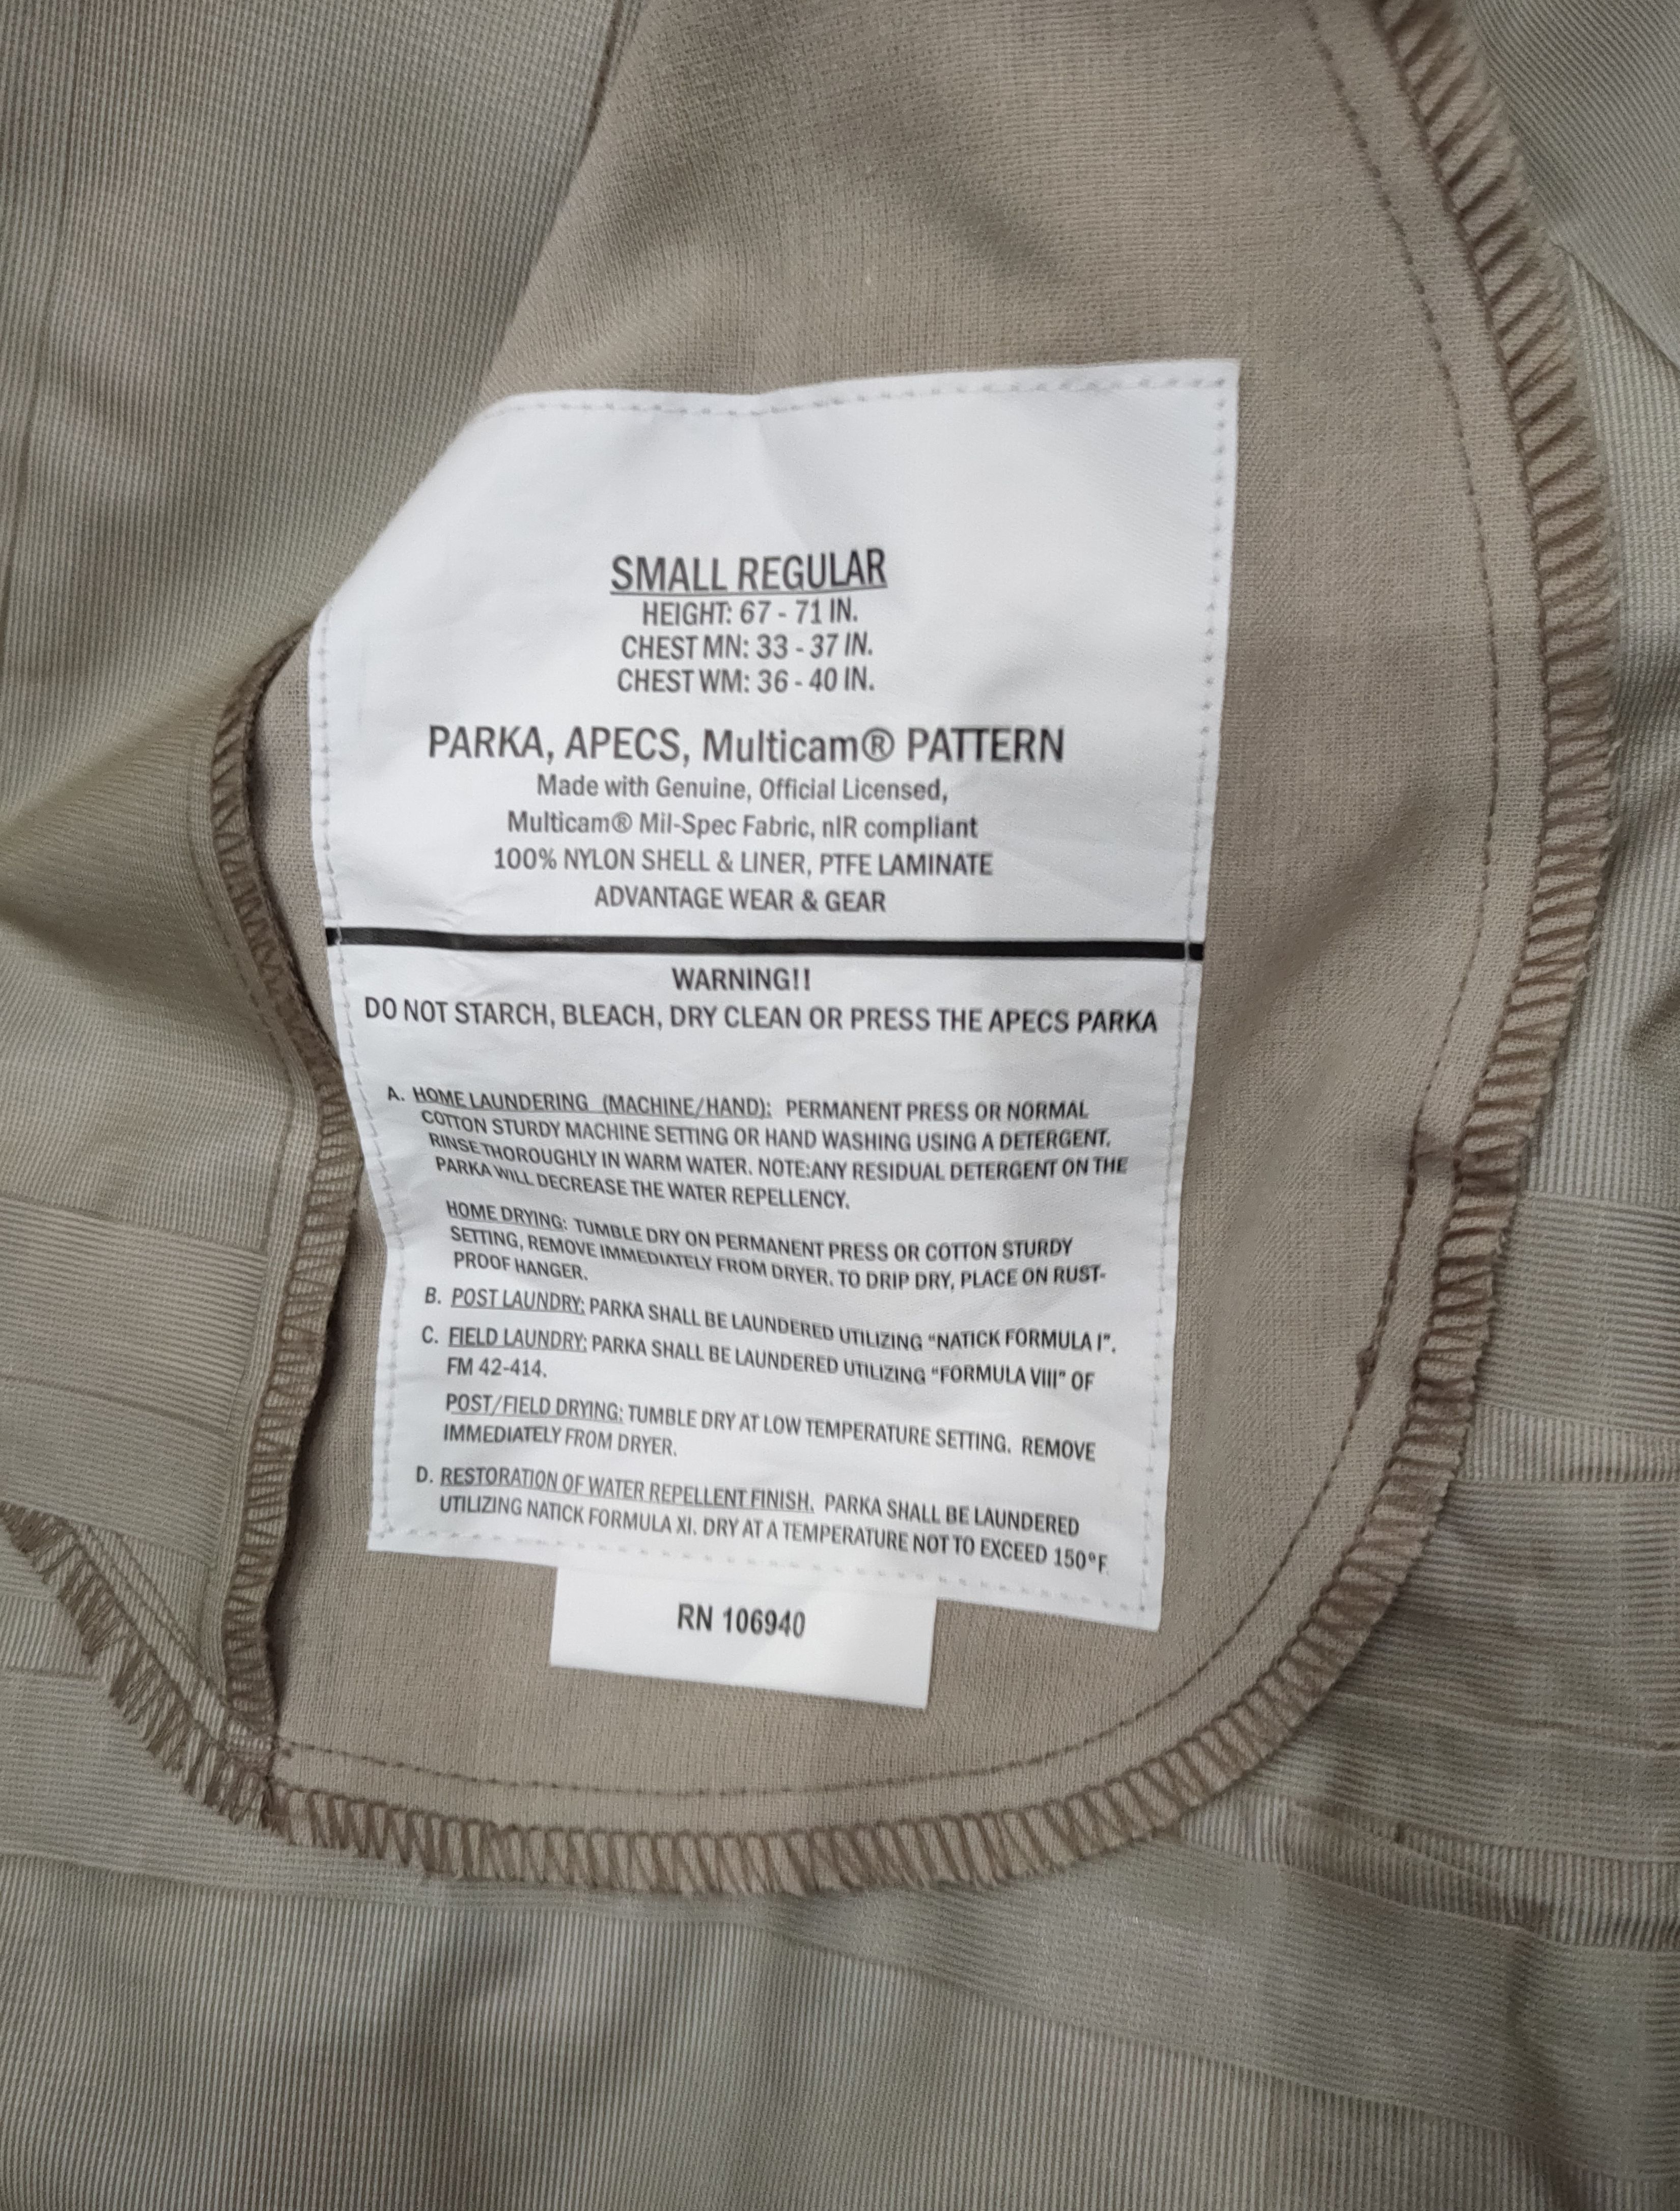 SMALL REGULAR
HEIGHT: 67 - 71 IN.
CHEST MN: 33 - 37 IN.
CHEST WM: 36 - 40 IN.
PARKA, APECS, Multicam® PATTERN
Made with Genuine, Official Licensed,
Multicam® Mil-Spec Fabric, nIR compliant
100% NYLON SHELL & LINER, PTFE LAMINATE
ADVANTAGE WEAR & GEAR
WARNING!!
DO NOT STARCH, BLEACH, DRY CLEAN OR PRESS THE APECS PARKA
A. HOME LAUNDERING (MACHINE/HAND): PERMANENT PRESS OR NORMAL
COTTON STURDY MACHINE SETTING OR HAND WASHING USING A DETERGENT.
RINSE THOROUGHLY IN WARM WATER. NOTE:ANY RESIDUAL DETERGENT ON THE
PARKA WILL DECREASE THE WATER REPELLENCY.
HOME DRYING: TUMBLE DRY ON PERMANENT PRESS OR COTTON STURDY
SETTING, REMOVE IMMEDIATELY FROM DRYER. TO DRIP DRY, PLACE ON RUST-
PROOF HANGER.
B. POST LAUNDRY: PARKA SHALL BE LAUNDERED UTILIZING “NATICK FORMULA I”.
C. FIELD LAUNDRY: PARKA SHALL BE LAUNDERED UTILIZING “FORMULA VIII” OF
FM 42-414.
POST/FIELD DRYING: TUMBLE DRY AT LOW TEMPERATURE SETTING. REMOVE
IMMEDIATELY FROM DRYER.
D. RESTORATION OF WATER REPELLENT FINISH. PARKA SHALL BE LAUNDERED
UTILIZING NATICK FORMULA XI. DRY AT A TEMPERATURE NOT TO EXCEED 150°F.
RN 106940